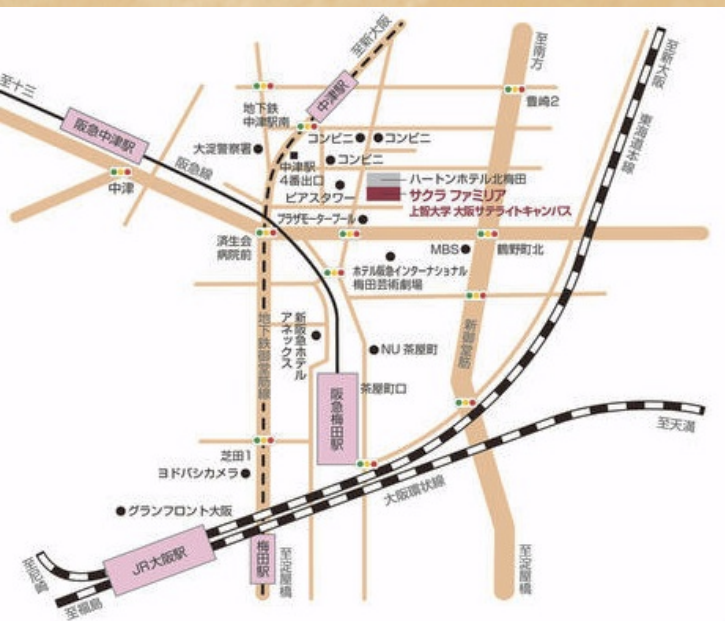 至新大阪
至南方
至新大阪
至十三
中津駅
豊崎2
地下鉄
中津駅南
阪急中津駅
東海道本線
コンビニ
コンビニ
大淀警察署
中津駅
4番出口
コンビニ
阪急線
ハートンホテル北梅田
中津
ピアスタワー
サクラ ファミリア
上智大学 大阪サテライトキャンパス
プラザモータープール
済生会
病院前
MBS
鶴野町北
ホテル阪急インターナショナル
梅田芸術劇場
地下鉄御堂筋線
新阪急ホテル
アネックス
新御堂筋
NU 茶屋町
阪急梅田駅
茶屋町口
至天満
芝田1
ヨドバシカメラ
大阪環状線
グランフロント大阪
JR大阪駅
梅田駅
至淀屋橋
至淀屋橋
至尼崎
至福島